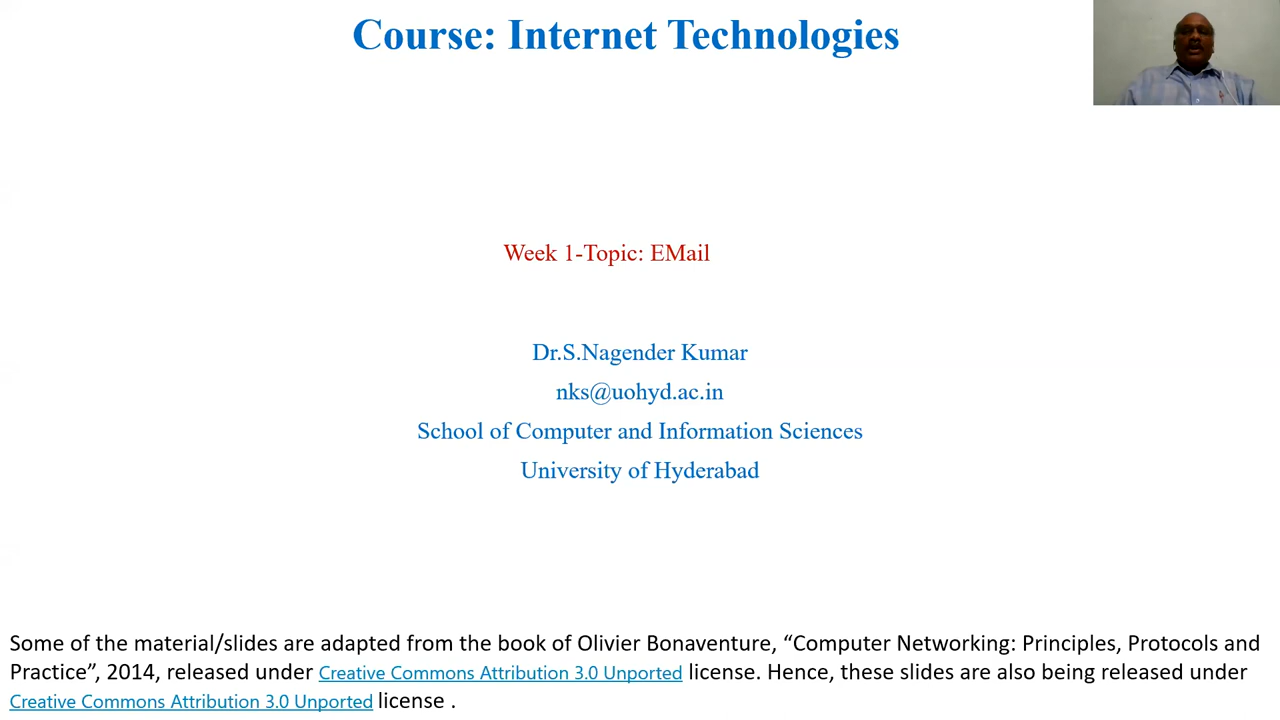 Course: Internet Technologies
Week 1-Topic: EMail
Dr.S.Nagender Kumar
nks@uohyd.ac.in
School of Computer and Information Sciences
University of Hyderabad
Some of the material/slides are adapted from the book of Olivier Bonaventure, “Computer Networking: Principles, Protocols and
Practice”, 2014, released under Creative Commons Attribution 3.0 Unported license. Hence, these slides are also being released under
Creative Commons Attribution 3.0 Unported license .